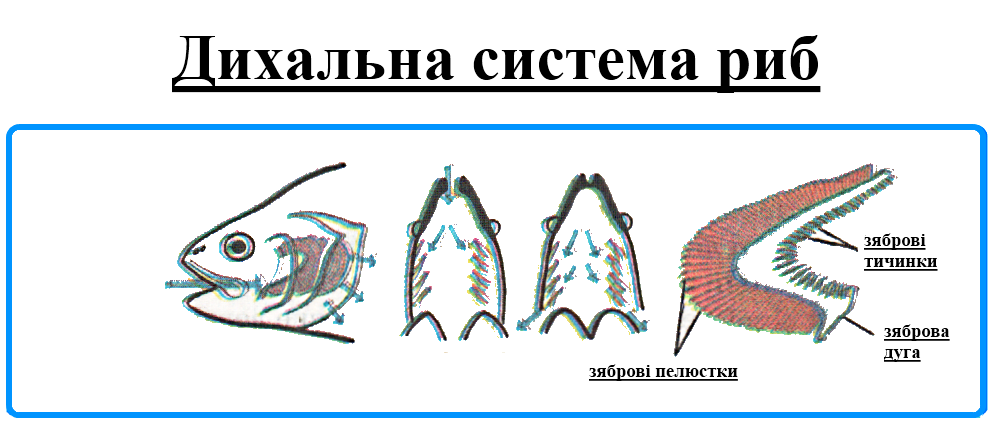 Дихальна система риб
зяброві
тичинки
зяброва
дуга
зяброві пелюстки